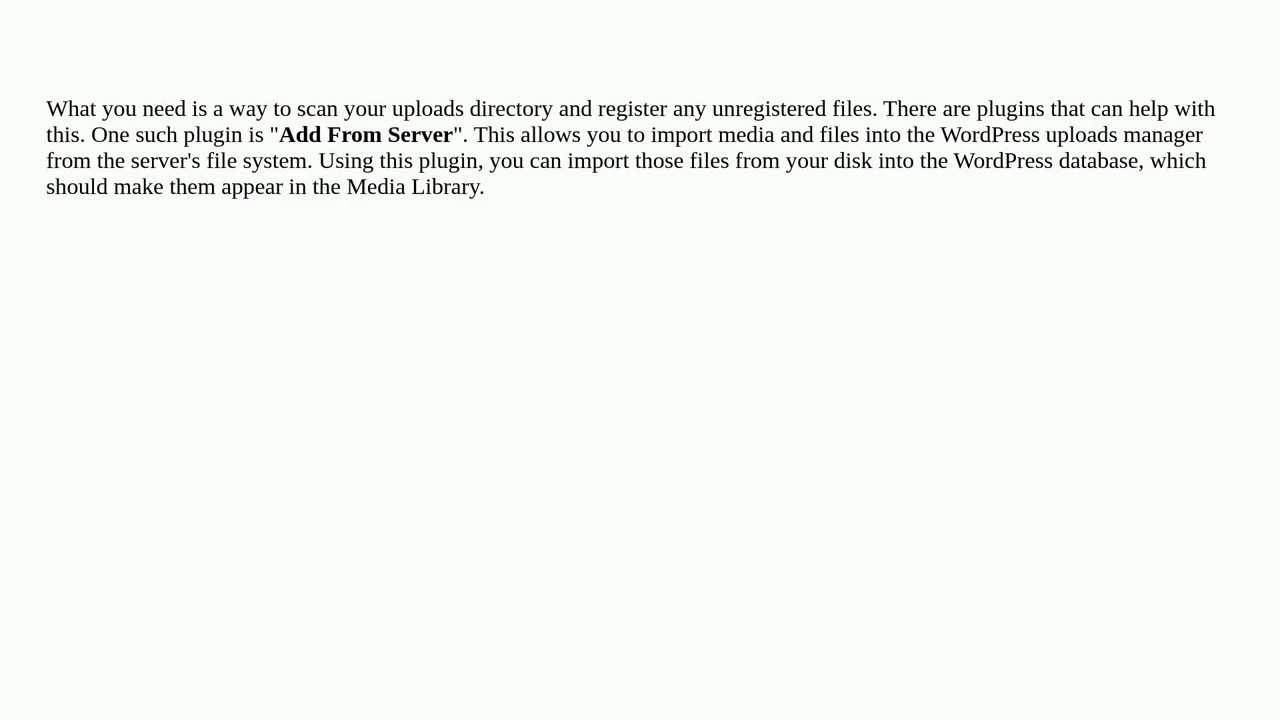 What you need is a way to scan your uploads directory and register any unregistered files. There are plugins that can help with
this. One such plugin is "Add From Server". This allows you to import media and files into the WordPress uploads manager
from the server's file system. Using this plugin, you can import those files from your disk into the WordPress database, which
should make them appear in the Media Library.